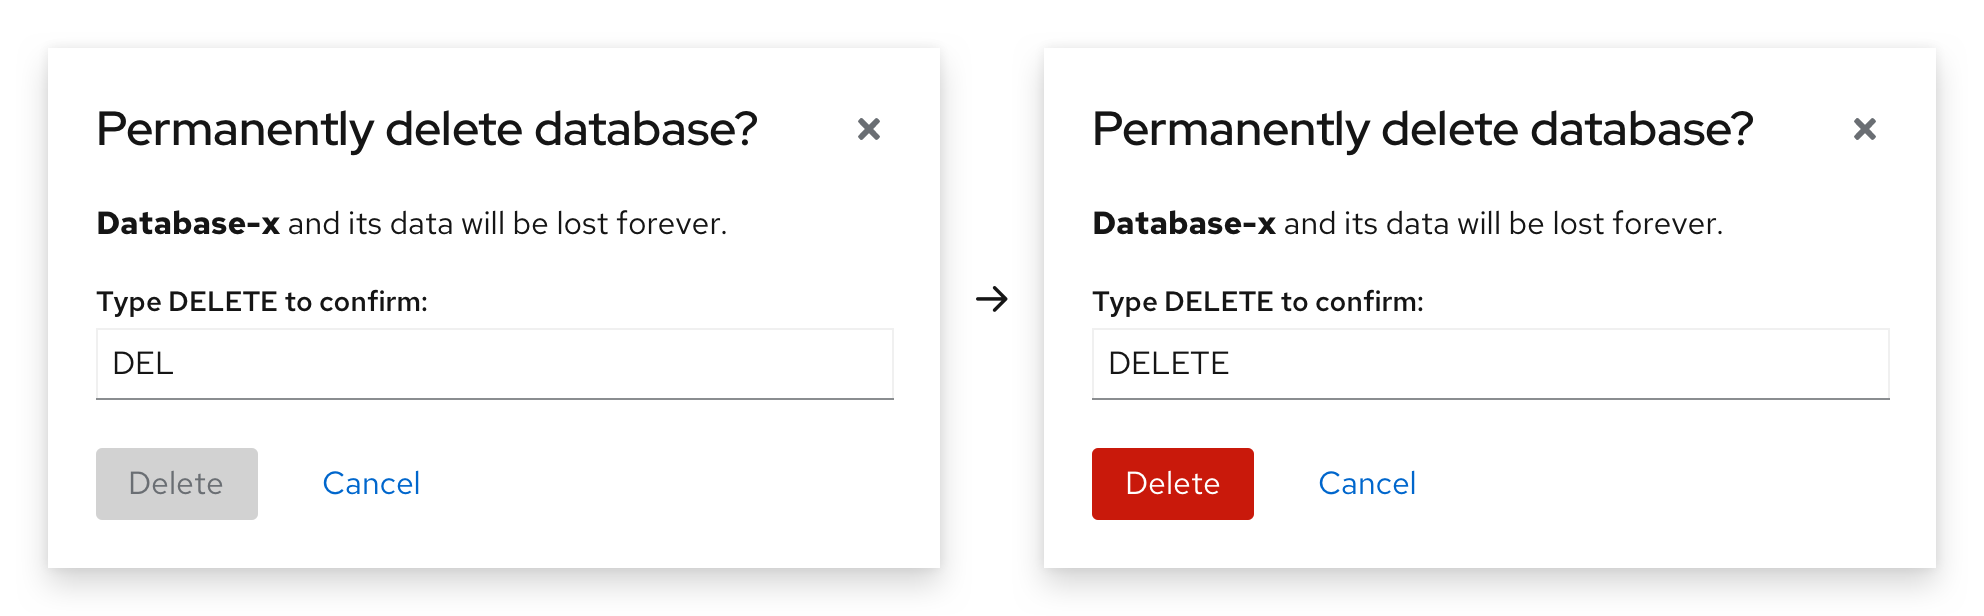 Permanently delete database?
Database-x and its data will be lost forever.
Type DELETE to confirm:
DEL
Delete Cancel
Permanently delete database?
Database-x and its data will be lost forever.
Type DELETE to confirm:
DELETE
Delete Cancel